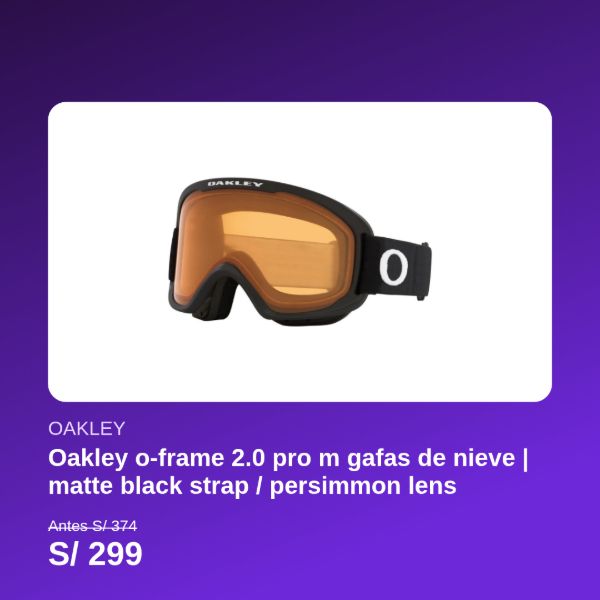 OAKLEY
O
OAKLEY
Oakley o-frame 2.0 pro m gafas de nieve |
matte black strap / persimmon lens
Antes S/ 374
S/ 299